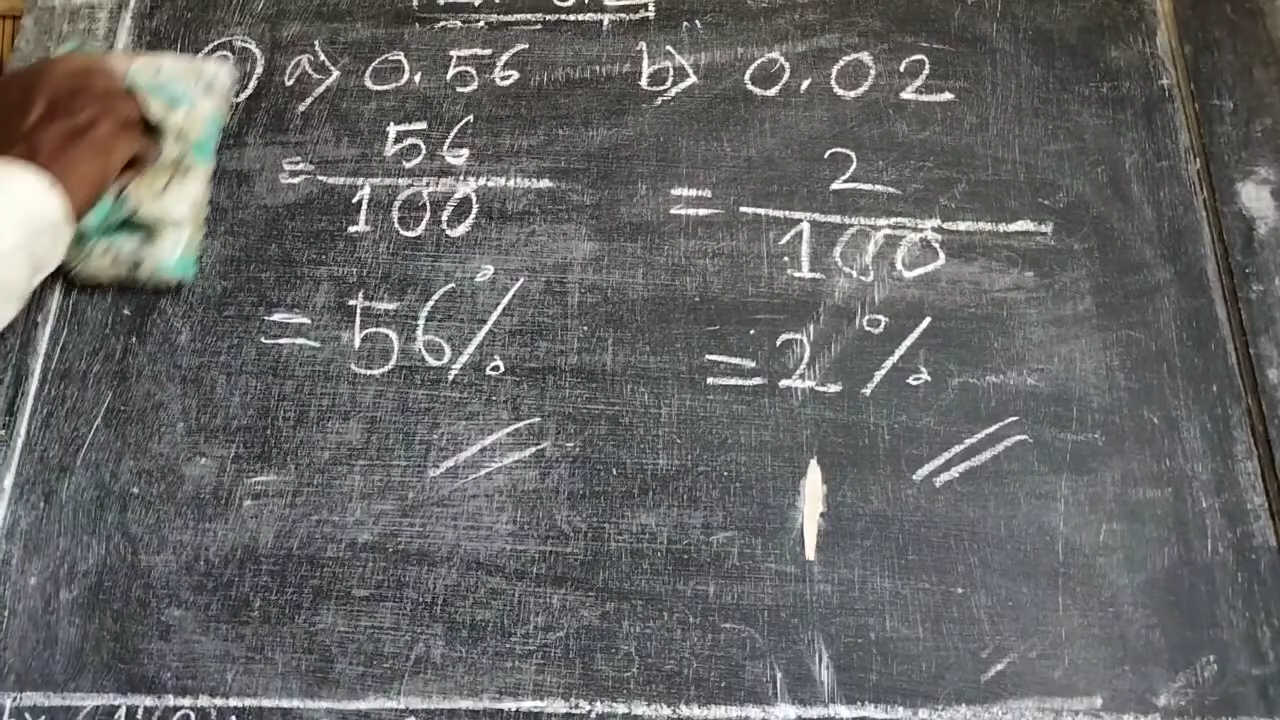 a) 0.56 b) 0.02
= 56/100 = 2/100
= 56% = 2%